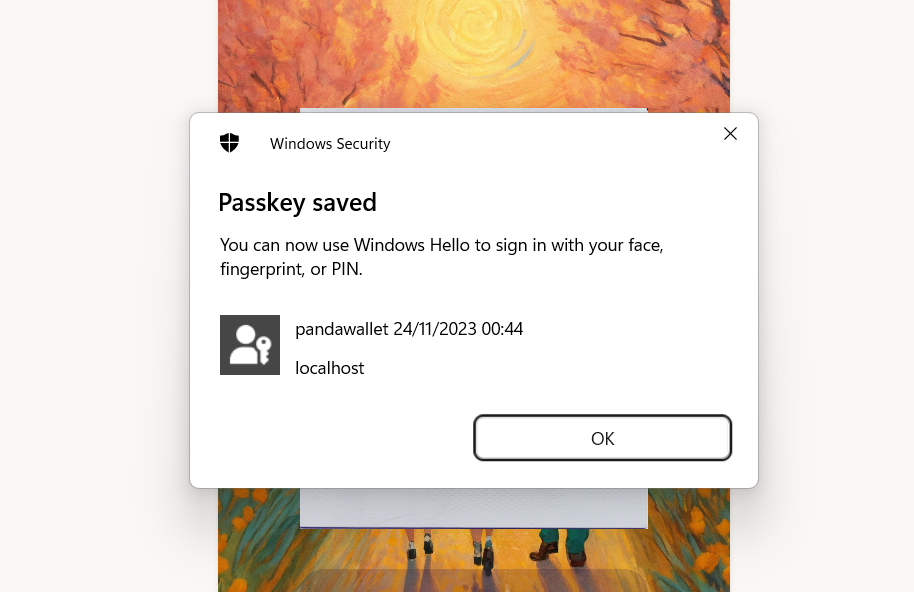 Windows Security
Passkey saved
You can now use Windows Hello to sign in with your face,
fingerprint, or PIN.
pandawallet 24/11/2023 00:44
localhost
OK